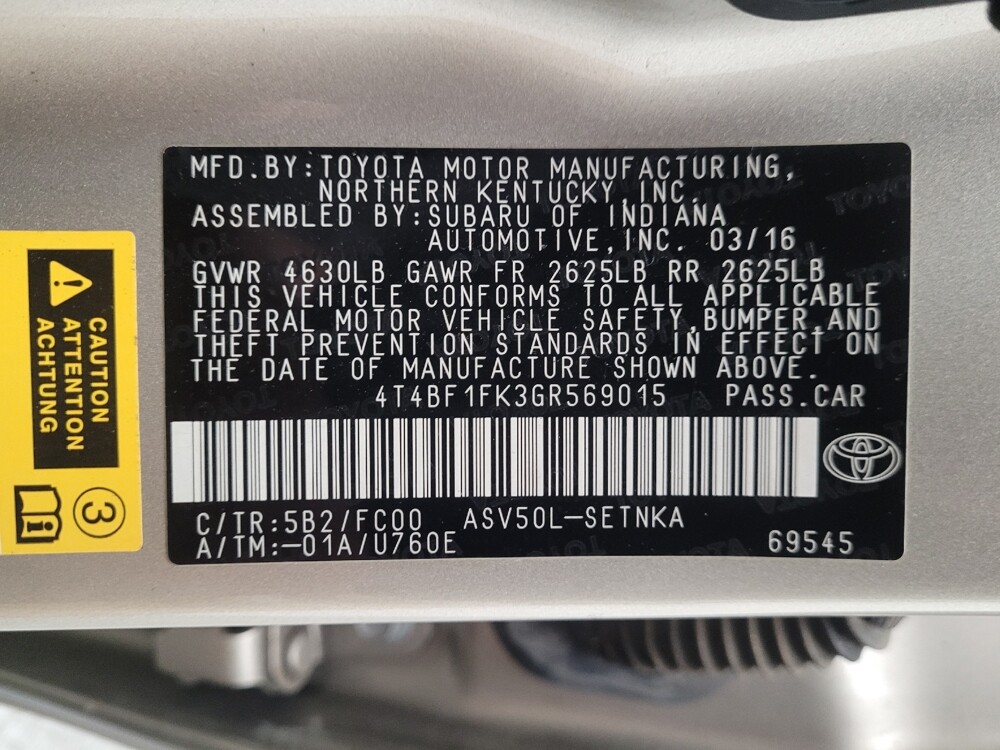 MFD.BY:TOYOTA MOTOR MANUFACTURING,
NORTHERN KENTUCKY,INC.
ASSEMBLED BY:SUBARU OF INDIANA
AUTOMOTIVE,INC. 03/16
GVWR 4630LB GAWR FR 2625LB RR 2625LB
THIS VEHICLE CONFORMS TO ALL APPLICABLE
FEDERAL MOTOR VEHICLE SAFETY,BUMPER,AND
THEFT PREVENTION STANDARDS IN EFFECT ON
THE DATE OF MANUFACTURE SHOWN ABOVE.
4T4BF1FK3GR569015 PASS.CAR
C/TR:5B2/FC00 ASV50L-SETNKA
A/TM:-01A/U760E 69545
CAUTION
ATTENTION
ACHTUNG
3